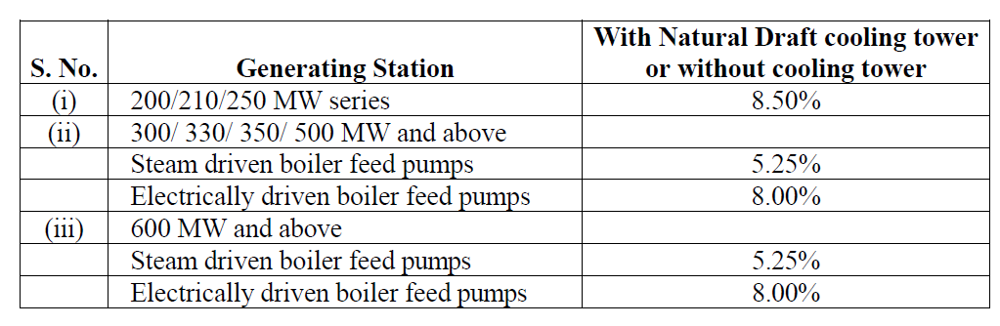 S. No. Generating Station With Natural Draft cooling tower
or without cooling tower
(i) 200/210/250 MW series 8.50%
(ii) 300/ 330/ 350/ 500 MW and above
Steam driven boiler feed pumps 5.25%
Electrically driven boiler feed pumps 8.00%
(iii) 600 MW and above
Steam driven boiler feed pumps 5.25%
Electrically driven boiler feed pumps 8.00%